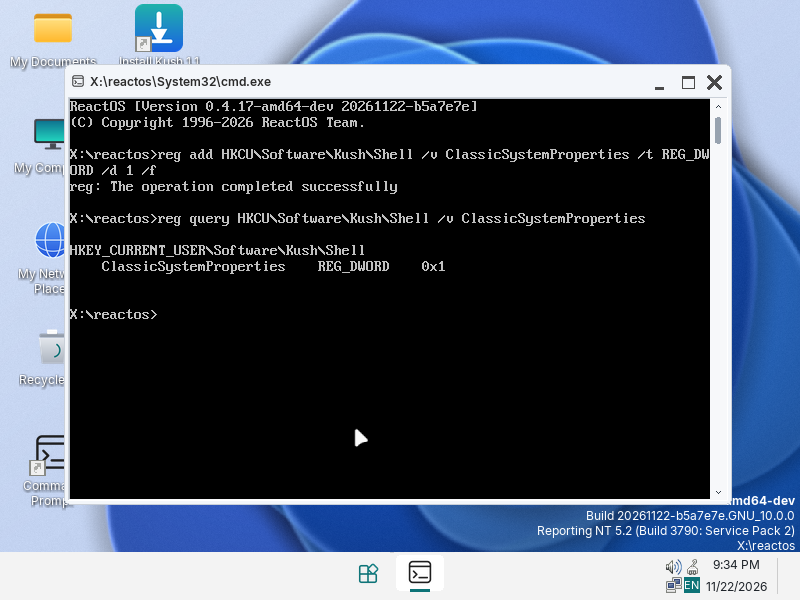 My Documents
Install Kush 1.1
X:\reactos\System32\cmd.exe
ReactOS [Version 0.4.17-amd64-dev 20261122-b5a7e7e]
(C) Copyright 1996-2026 ReactOS Team.
X:\reactos>reg add HKCU\Software\Kush\Shell /v ClassicSystemProperties /t REG_DW
ORD /d 1 /f
reg: The operation completed successfully
X:\reactos>reg query HKCU\Software\Kush\Shell /v ClassicSystemProperties
HKEY_CURRENT_USER\Software\Kush\Shell
ClassicSystemProperties REG_DWORD 0x1
X:\reactos>
My Comp
My Netw
Place
Recycle
Comma
Promp
md64-dev
Build 20261122-b5a7e7e.GNU_10.0.0
Reporting NT 5.2 (Build 3790: Service Pack 2)
X:\reactos
EN
9:34 PM
11/22/2026